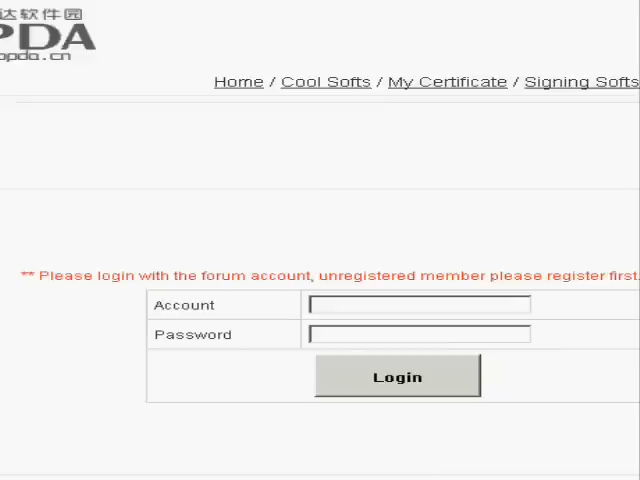 达软件园
PDA
opda.cn
Home / Cool Softs / My Certificate / Signing Softs
** Please login with the forum account, unregistered member please register first.
Account
Password
Login